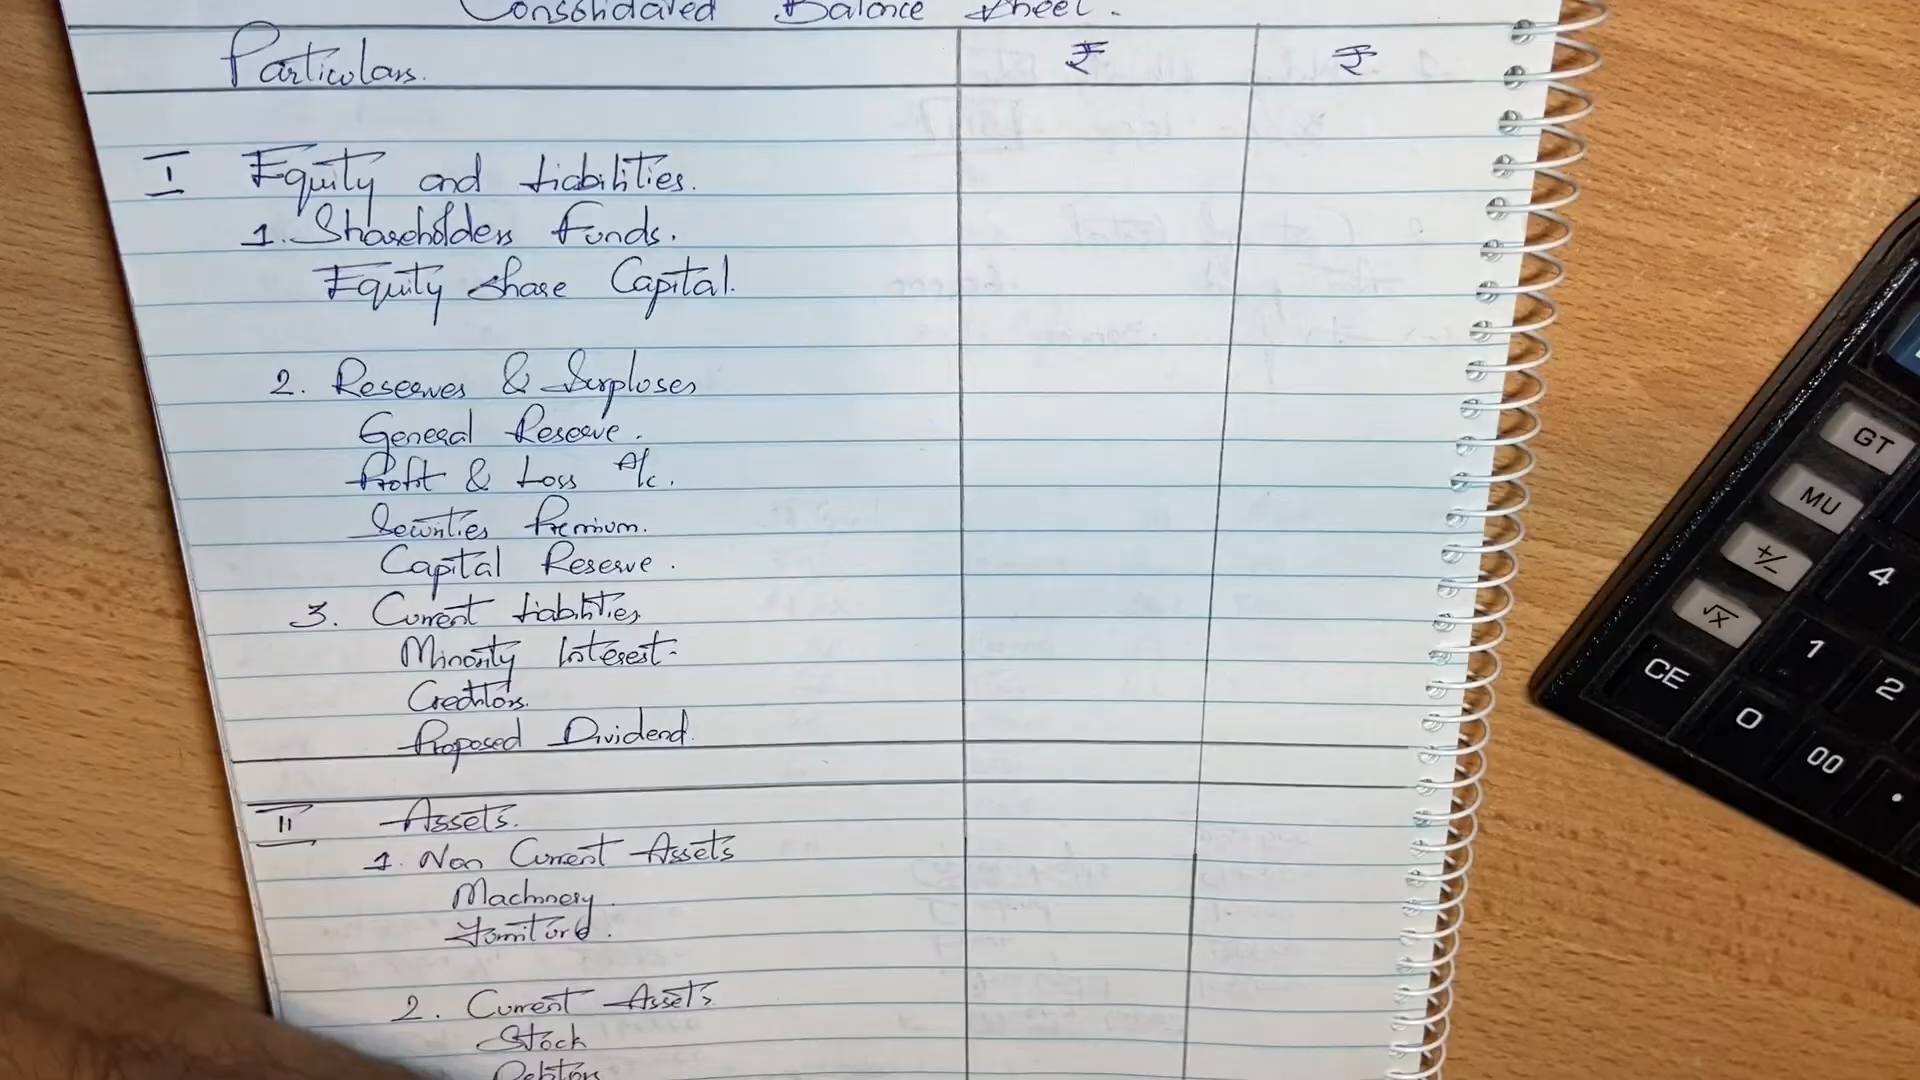 Consolidated Balance Sheet.
Particulars. ₹ ₹
I Equity and Liabilities.
1. Shareholders Funds.
Equity Share Capital.
2. Reserves & Surpluses
General Reserve.
Profit & Loss A/c.
Securities Premium.
Capital Reserve.
3. Current Liabilities
Minority Interest-
Creditors.
Proposed Dividend.
II Assets.
1. Non Current Assets
Machinery.
Furniture.
2. Current Assets
Stock
Debtors
GT
MU
+/-
√x
CE
4
1
2
0
00
.